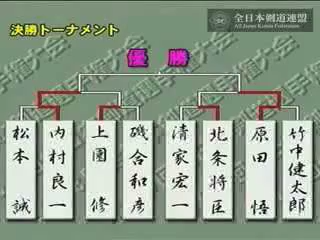 全日本剣道連盟
All Japan Kendo Federation
決勝トーナメント
優勝
松本 誠
内村良一
上園 修
磯合和彦
清家宏一
北条将臣
原田 悟
竹中健太郎